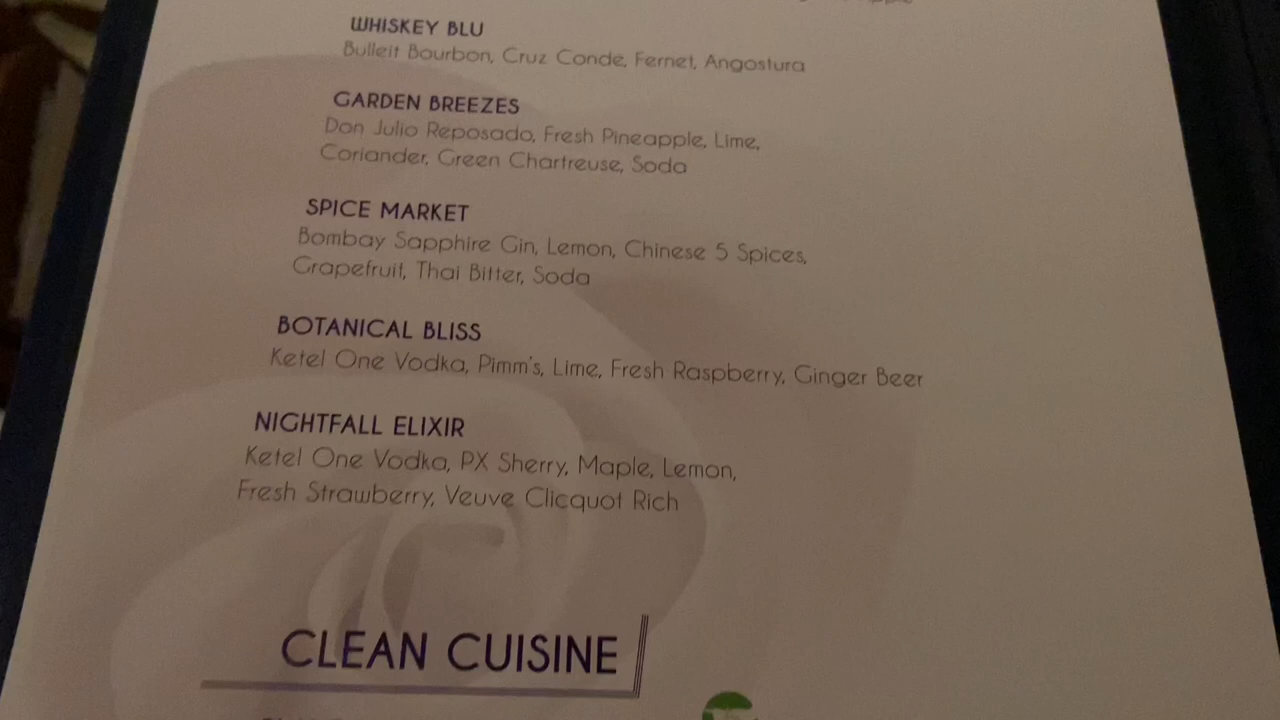 WHISKEY BLU
Bulleit Bourbon, Cruz Conde, Fernet, Angostura
GARDEN BREEZES
Don Julio Reposado, Fresh Pineapple, Lime,
Coriander, Green Chartreuse, Soda
SPICE MARKET
Bombay Sapphire Gin, Lemon, Chinese 5 Spices,
Grapefruit, Thai Bitter, Soda
BOTANICAL BLISS
Ketel One Vodka, Pimm's, Lime, Fresh Raspberry, Ginger Beer
NIGHTFALL ELIXIR
Ketel One Vodka, PX Sherry, Maple, Lemon,
Fresh Strawberry, Veuve Clicquot Rich
CLEAN CUISINE